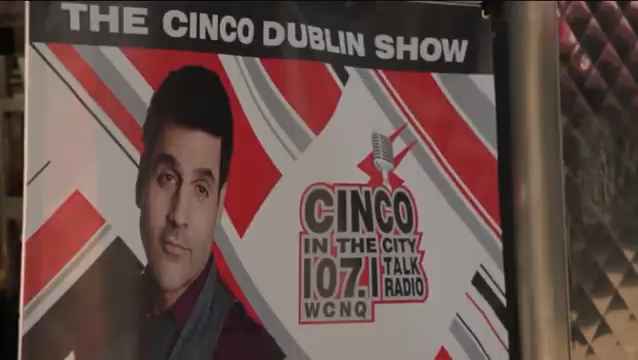 THE CINCO DUBLIN SHOW
CINCO
IN THE CITY
107.1 TALK
RADIO
WCNQ